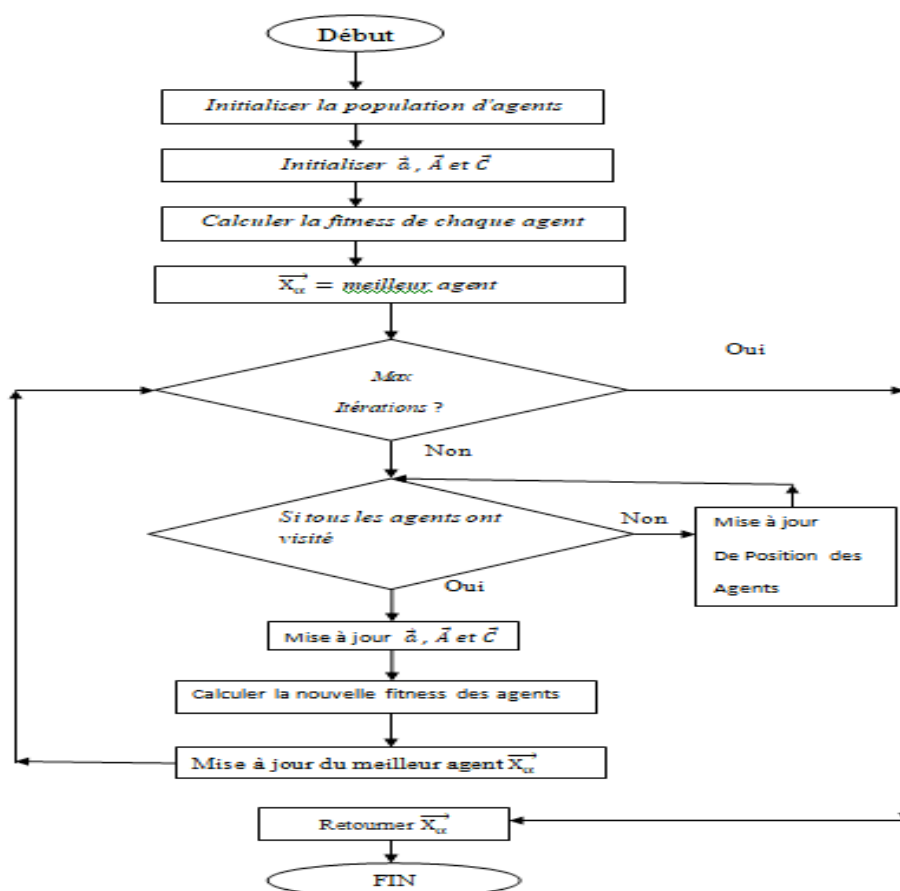 Début
Initialiser la population d'agents
Initialiser a⃗ , A⃗ et C⃗
Calculer la fitness de chaque agent
X⃗α = meilleur agent
Oui
Max
Itérations ?
Non
Si tous les agents ont
visité
Non
Mise à jour
De Position des
Agents
Oui
Mise à jour a⃗ , A⃗ et C⃗
Calculer la nouvelle fitness des agents
Mise à jour du meilleur agent X⃗α
Retourner X⃗α
FIN